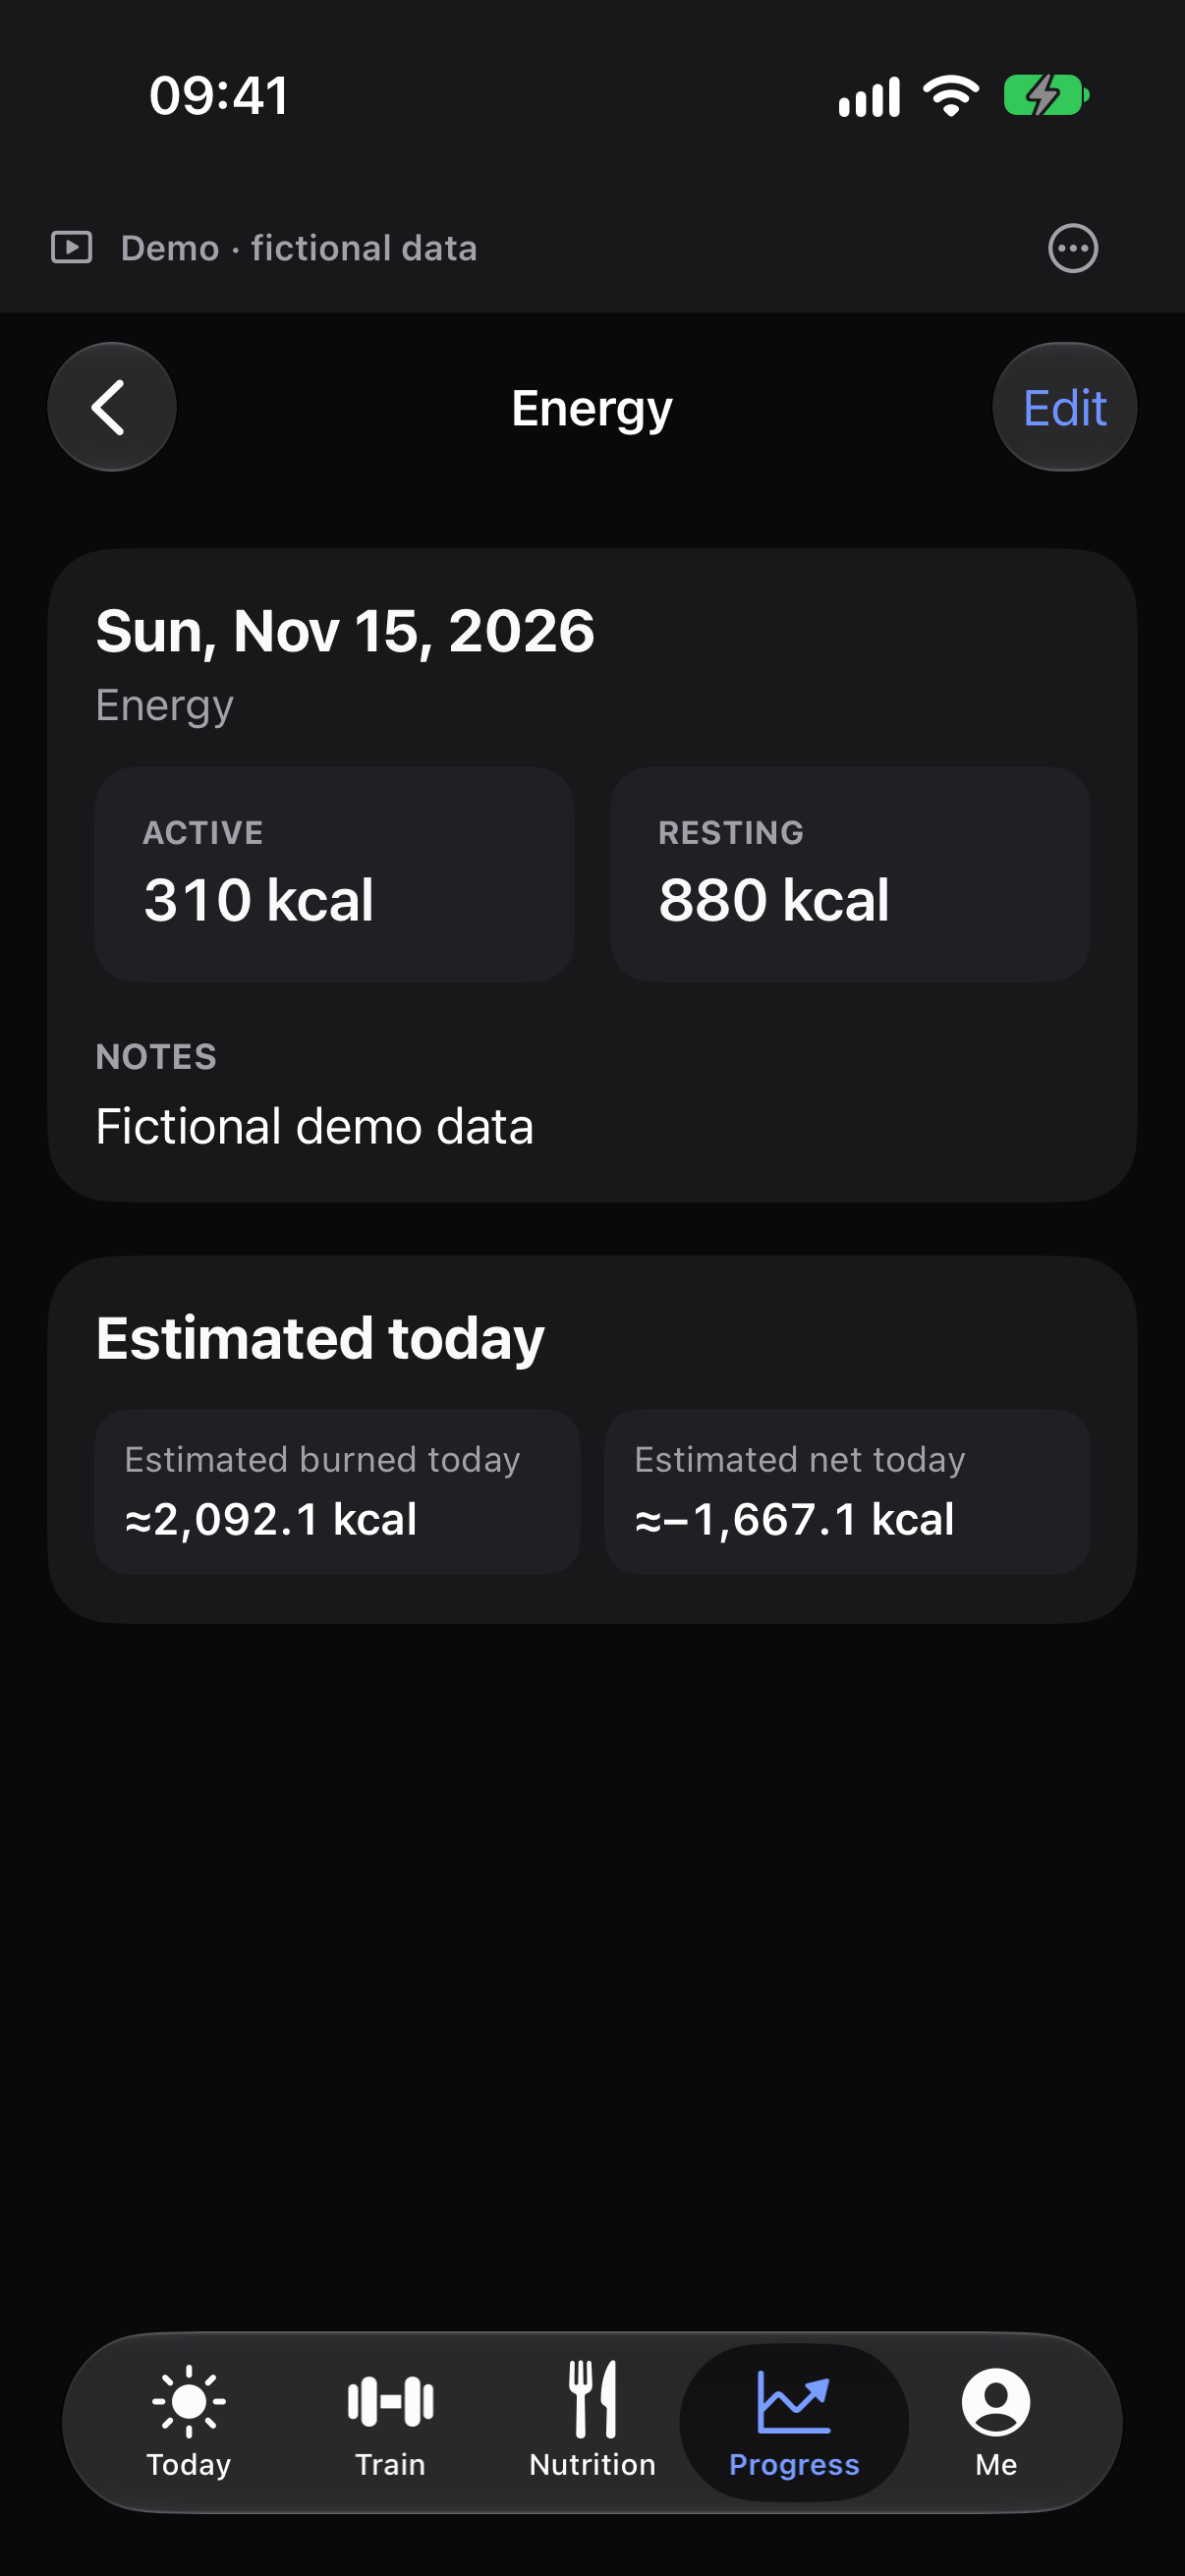 09:41
Demo · fictional data
Energy
Edit
Sun, Nov 15, 2026
Energy
ACTIVE
310 kcal
RESTING
880 kcal
NOTES
Fictional demo data
Estimated today
Estimated burned today
≈2,092.1 kcal
Estimated net today
≈−1,667.1 kcal
Today
Train
Nutrition
Progress
Me